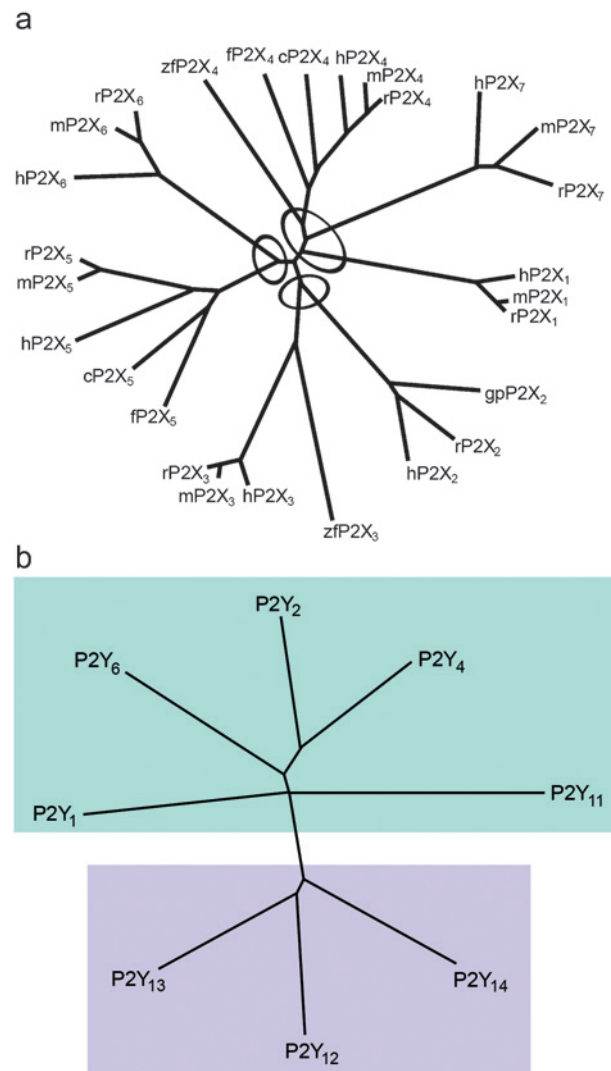 a
zfP2X₄
fP2X₄
cP2X₄
hP2X₄
mP2X₄
rP2X₄
hP2X₇
mP2X₇
rP2X₇
rP2X₆
mP2X₆
hP2X₆
rP2X₅
mP2X₅
hP2X₅
cP2X₅
fP2X₅
hP2X₁
mP2X₁
rP2X₁
gpP2X₂
rP2X₂
hP2X₂
rP2X₃
mP2X₃
hP2X₃
zfP2X₃
b
P2Y₂
P2Y₆
P2Y₄
P2Y₁
P2Y₁₁
P2Y₁₃
P2Y₁₄
P2Y₁₂